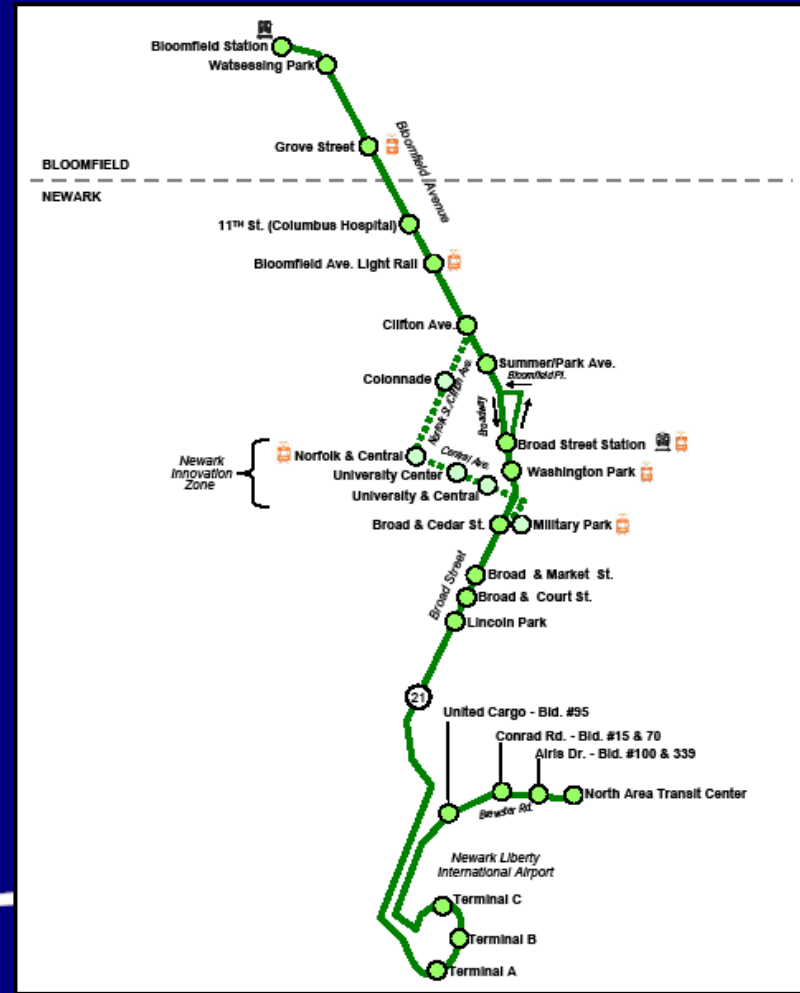 Bloomfield Station
Watsessing Park
Grove Street
Bloomfield Avenue
BLOOMFIELD
NEWARK
11TH St. (Columbus Hospital)
Bloomfield Ave. Light Rail
Clifton Ave.
Summer/Park Ave.
Bloomfield Pl.
Colonnade
Norfolk St./Clifton Ave.
Broadway
Broad Street Station
Norfolk & Central
Central Ave.
Newark
Innovation
Zone
University Center
Washington Park
University & Central
Broad & Cedar St.
Military Park
Broad Street
Broad & Market St.
Broad & Court St.
Lincoln Park
21
United Cargo - Bld. #95
Conrad Rd. - Bld. #15 & 70
Airis Dr. - Bld. #100 & 339
North Area Transit Center
Brewster Rd.
Newark Liberty
International Airport
Terminal C
Terminal B
Terminal A